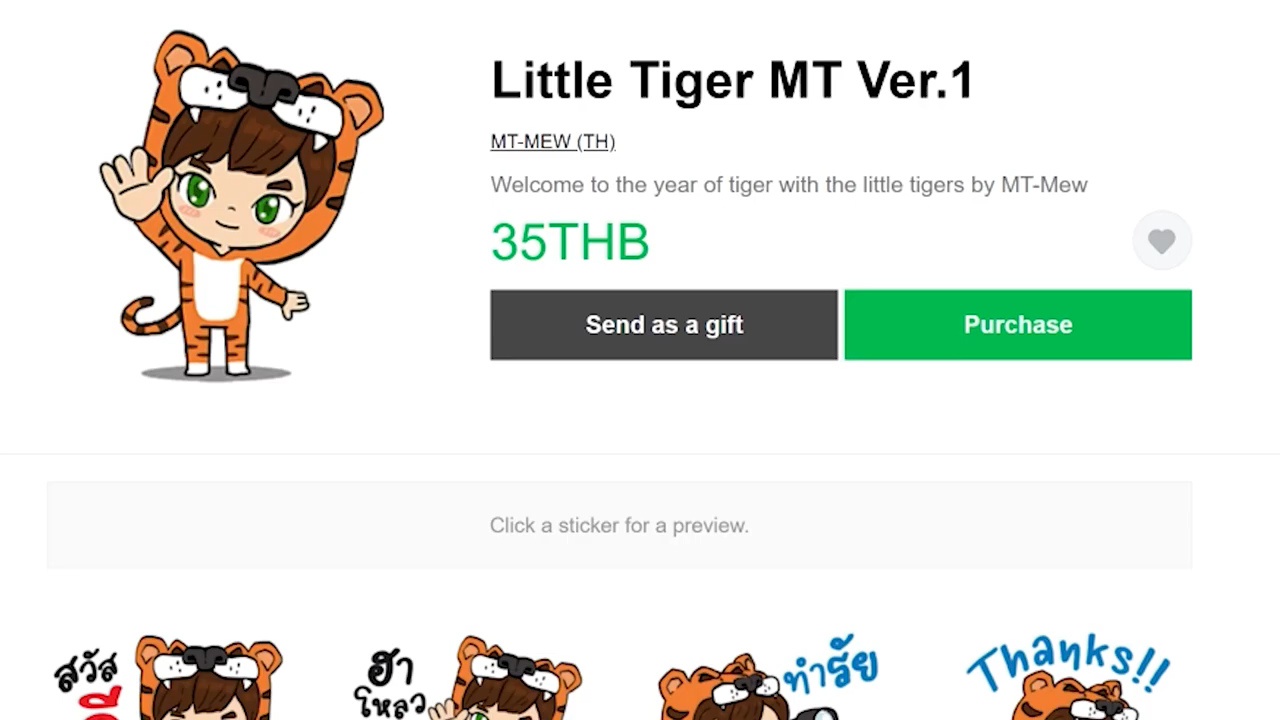 Little Tiger MT Ver.1
MT-MEW (TH)
Welcome to the year of tiger with the little tigers by MT-Mew
35THB
Send as a gift
Purchase
Click a sticker for a preview.
สวัส
ฮา
โหลว
ทำรัย
Thanks!!